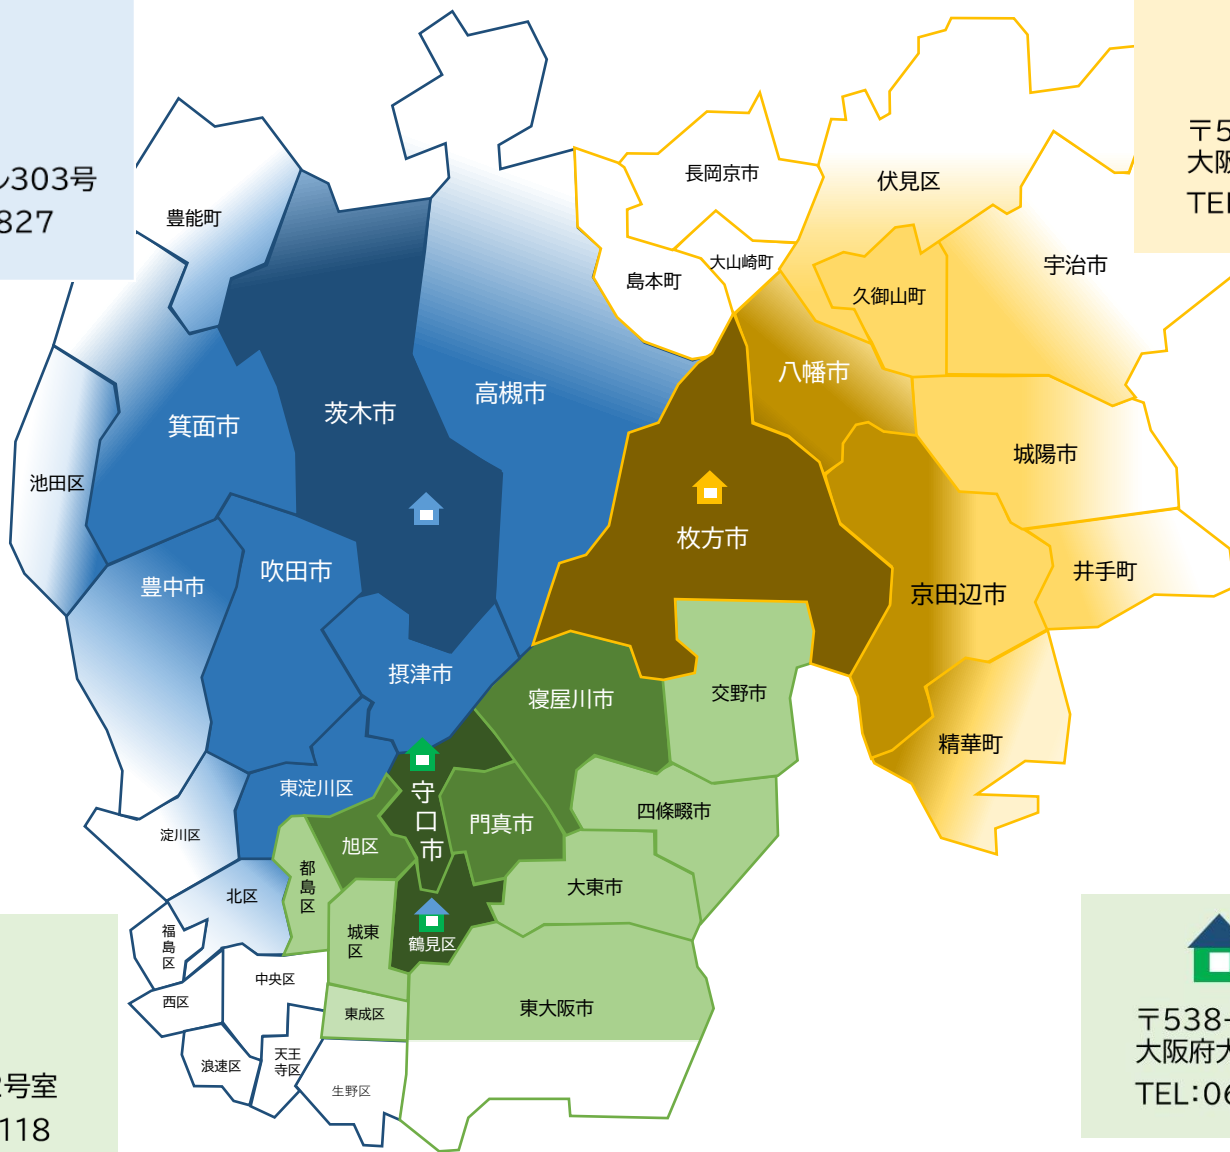 ル303号
827
〒5
大阪
TEL
長岡京市
伏見区
豊能町
大山崎町
島本町
宇治市
久御山町
八幡市
高槻市
茨木市
箕面市
城陽市
池田区
枚方市
吹田市
豊中市
井手町
京田辺市
摂津市
寝屋川市
交野市
精華町
東淀川区
守口市
四條畷市
門真市
淀川区
旭区
都島区
大東市
北区
福島区
城東
区
鶴見区
中央区
西区
東成区
東大阪市
天王
寺区
浪速区
生野区
号室
118
〒538-
大阪府大
TEL:06